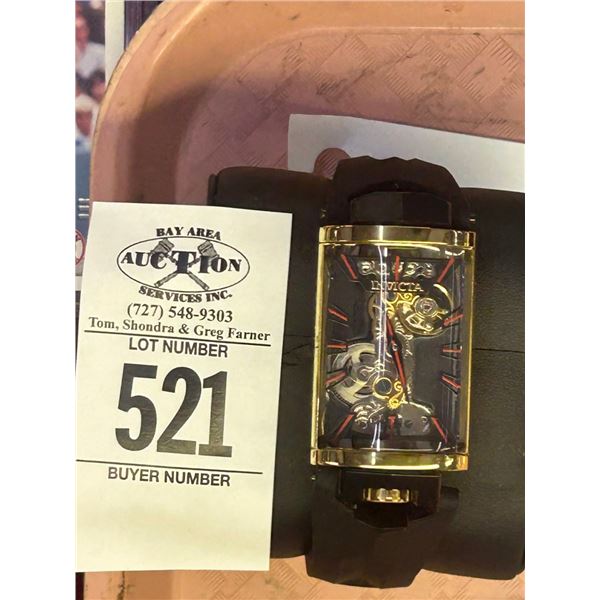 BAY AREA
AUCTION
SERVICES INC.
(727) 548-9303
Tom, Shondra & Greg Farner
LOT NUMBER
521
BUYER NUMBER
INVICTA